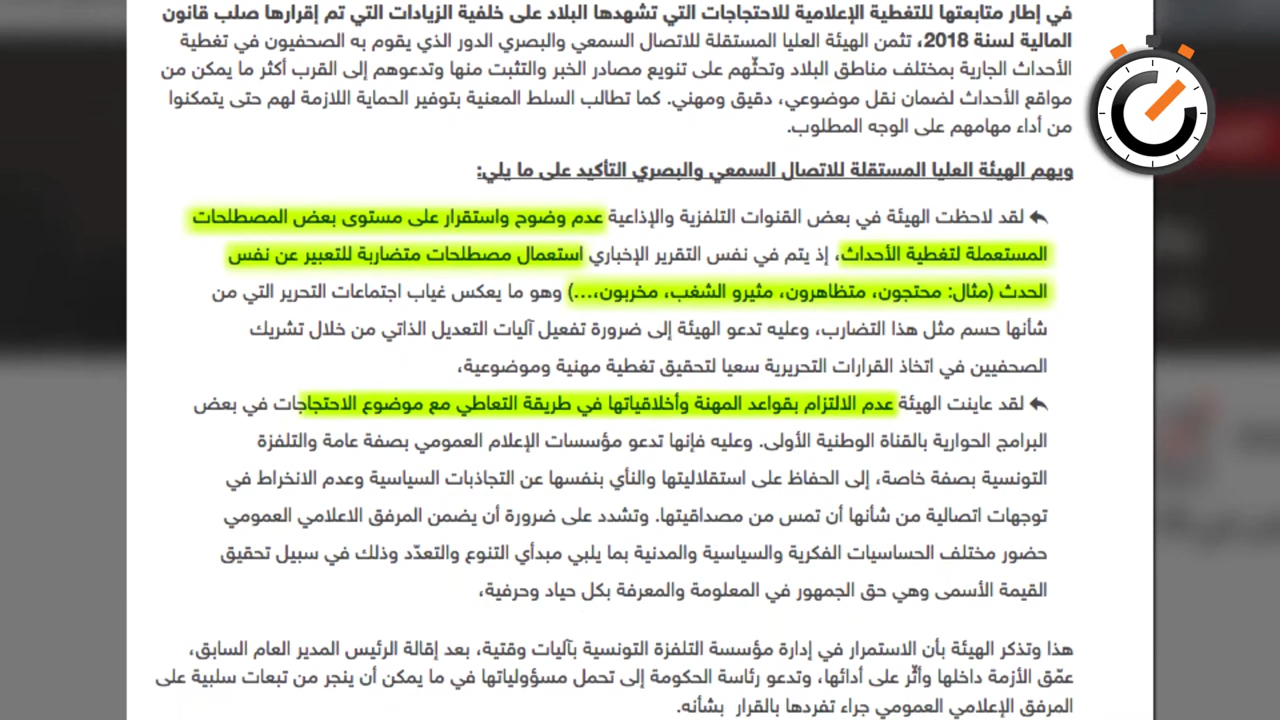 في إطار متابعتها للتغطية الإعلامية للاحتجاجات التي تشهدها البلاد على خلفية الزيادات التي تم إقرارها صلب قانون
المالية لسنة 2018، تثمن الهيئة العليا المستقلة للاتصال السمعي والبصري الدور الذي يقوم به الصحفيون في تغطية
الأحداث الجارية بمختلف مناطق البلاد وتحثّهم على تنويع مصادر الخبر والتثبت منها وتدعوهم إلى القرب أكثر ما يمكن من
مواقع الأحداث لضمان نقل موضوعي، دقيق ومهني. كما تطالب السلط المعنية بتوفير الحماية اللازمة لهم حتى يتمكنوا
من أداء مهامهم على الوجه المطلوب.
ويهم الهيئة العليا المستقلة للاتصال السمعي والبصري التأكيد على ما يلي:
لقد لاحظت الهيئة في بعض القنوات التلفزية والإذاعية عدم وضوح واستقرار على مستوى بعض المصطلحات
المستعملة لتغطية الأحداث، إذ يتم في نفس التقرير الإخباري استعمال مصطلحات متضاربة للتعبير عن نفس
الحدث (مثال: محتجون، متظاهرون، مثيرو الشغب، مخربون،...) وهو ما يعكس غياب اجتماعات التحرير التي من
شأنها حسم مثل هذا التضارب، وعليه تدعو الهيئة إلى ضرورة تفعيل آليات التعديل الذاتي من خلال تشريك
الصحفيين في اتخاذ القرارات التحريرية سعيا لتحقيق تغطية مهنية وموضوعية،
لقد عاينت الهيئة عدم الالتزام بقواعد المهنة وأخلاقياتها في طريقة التعاطي مع موضوع الاحتجاجات في بعض
البرامج الحوارية بالقناة الوطنية الأولى. وعليه فإنها تدعو مؤسسات الإعلام العمومي بصفة عامة والتلفزة
التونسية بصفة خاصة، إلى الحفاظ على استقلاليتها والنأي بنفسها عن التجاذبات السياسية وعدم الانخراط في
توجهات اتصالية من شأنها أن تمس من مصداقيتها. وتشدد على ضرورة أن يضمن المرفق الاعلامي العمومي
حضور مختلف الحساسيات الفكرية والسياسية والمدنية بما يلبي مبدأي التنوع والتعدّد وذلك في سبيل تحقيق
القيمة الأسمى وهي حق الجمهور في المعلومة والمعرفة بكل حياد وحرفية،
هذا وتذكر الهيئة بأن الاستمرار في إدارة مؤسسة التلفزة التونسية بآليات وقتية، بعد إقالة الرئيس المدير العام السابق،
عمّق الأزمة داخلها وأثّر على أدائها، وتدعو رئاسة الحكومة إلى تحمل مسؤولياتها في ما يمكن أن ينجر من تبعات سلبية على
المرفق الإعلامي العمومي جراء تفردها بالقرار بشأنه.